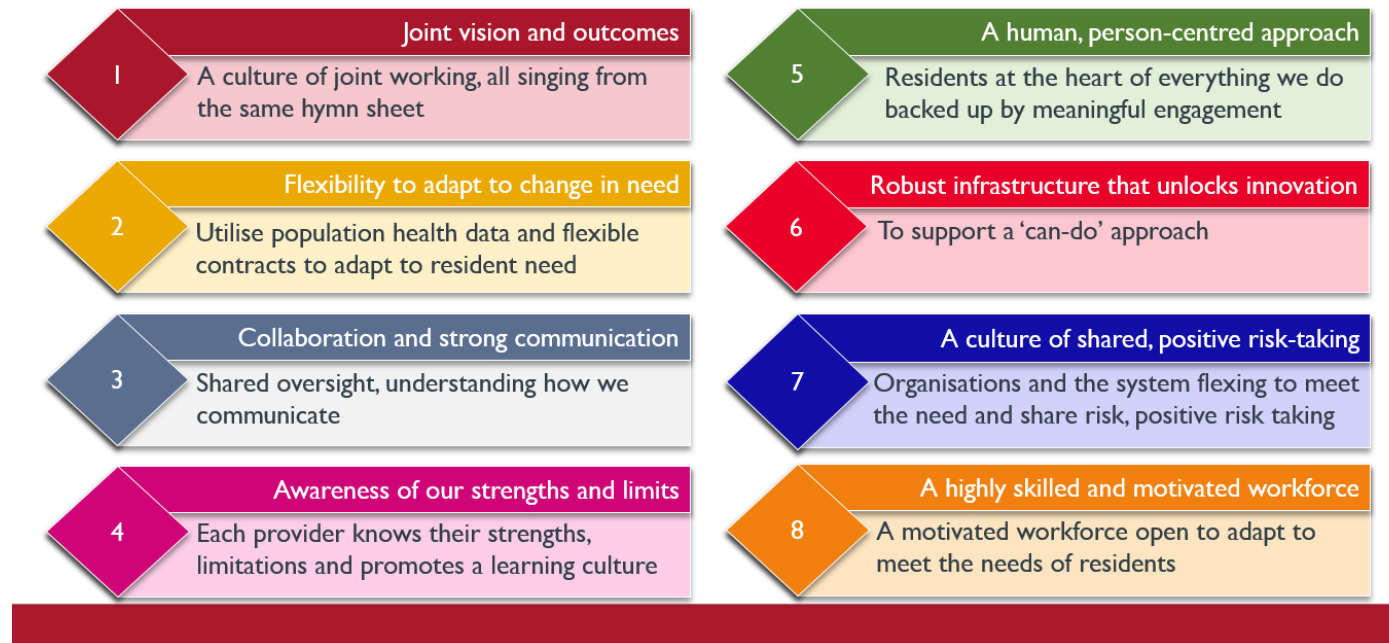 1
Joint vision and outcomes
A culture of joint working, all singing from
the same hymn sheet
2
Flexibility to adapt to change in need
Utilise population health data and flexible
contracts to adapt to resident need
3
Collaboration and strong communication
Shared oversight, understanding how we
communicate
4
Awareness of our strengths and limits
Each provider knows their strengths,
limitations and promotes a learning culture
5
A human, person-centred approach
Residents at the heart of everything we do
backed up by meaningful engagement
6
Robust infrastructure that unlocks innovation
To support a ‘can-do’ approach
7
A culture of shared, positive risk-taking
Organisations and the system flexing to meet
the need and share risk, positive risk taking
8
A highly skilled and motivated workforce
A motivated workforce open to adapt to
meet the needs of residents